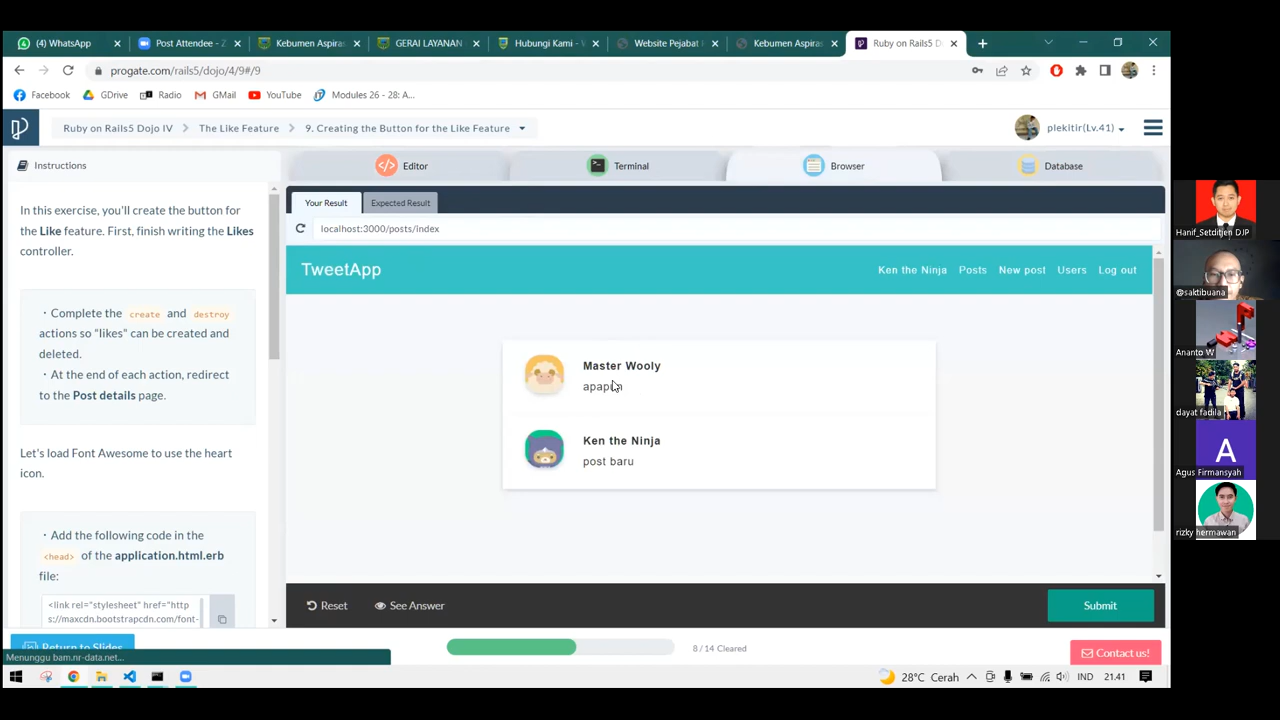 (4) WhatsApp
Post Attendee - Z
Kebumen Aspiras
GERAI LAYANAN
Hubungi Kami - W
Website Pejabat P
Kebumen Aspiras
Ruby on Rails5 D
progate.com/rails5/dojo/4/9#/9
Facebook
GDrive
Radio
GMail
YouTube
Modules 26 - 28: A...
Ruby on Rails5 Dojo IV
The Like Feature
9. Creating the Button for the Like Feature
plekitir(Lv.41)
Instructions
Editor
Terminal
Browser
Database
In this exercise, you'll create the button for
the Like feature. First, finish writing the Likes
controller.
・Complete the create and destroy
actions so “likes” can be created and
deleted.
・At the end of each action, redirect
to the Post details page.
Let’s load Font Awesome to use the heart
icon.
・Add the following code in the
<head> of the application.html.erb
file:
<link rel="stylesheet" href="http
s://maxcdn.bootstrapcdn.com/font-
Return to Slides
Menunggu bam.nr-data.net...
Your Result
Expected Result
localhost:3000/posts/index
TweetApp
Ken the Ninja
Posts
New post
Users
Log out
Master Wooly
Ken the Ninja
post baru
Reset
See Answer
Submit
8 / 14 Cleared
Contact us!
28°C Cerah
IND
21.41
Hanif_Setditjen DJP
@saktibuana
Ananto W
dayat fadila
A
Agus Firmansyah
rizky hermawan